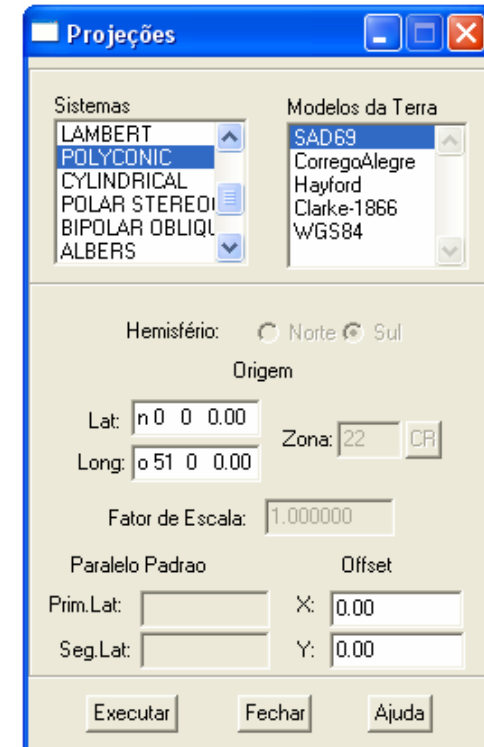 Projeções
Sistemas
LAMBERT
POLYCONIC
CYLINDRICAL
POLAR STEREO
BIPOLAR OBLIQU
ALBERS
Modelos da Terra
SAD69
CorregoAlegre
Hayford
Clarke-1866
WGS84
Hemisfério: Norte Sul
Origem
Lat: n 0 0 0.00
Long: o 51 0 0.00
Zona: 22 CR
Fator de Escala: 1.000000
Paralelo Padrao
Prim.Lat:
Seg.Lat:
Offset
X: 0.00
Y: 0.00
Executar Fechar Ajuda